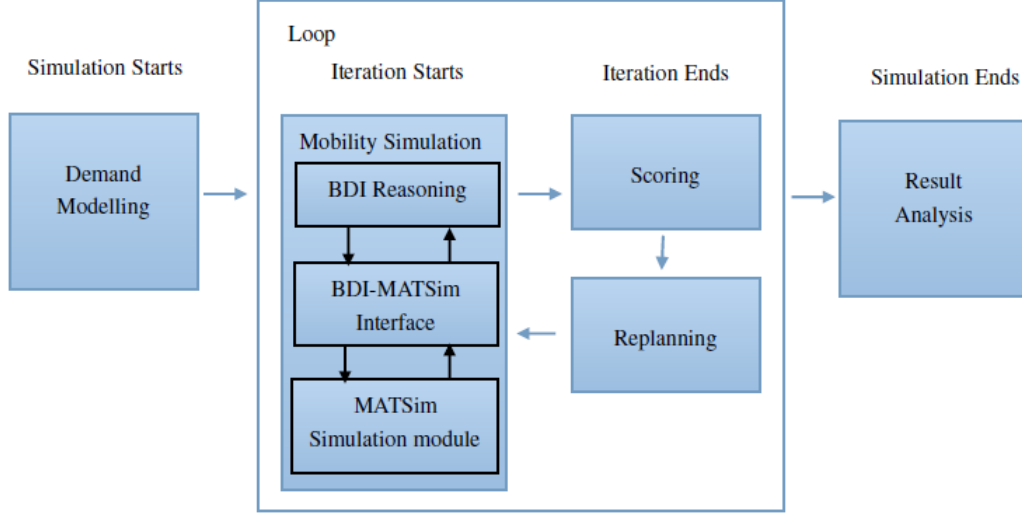 Simulation Starts
Demand
Modelling
Loop
Iteration Starts
Mobility Simulation
BDI Reasoning
BDI-MATSim
Interface
MATSim
Simulation module
Iteration Ends
Scoring
Replanning
Simulation Ends
Result
Analysis